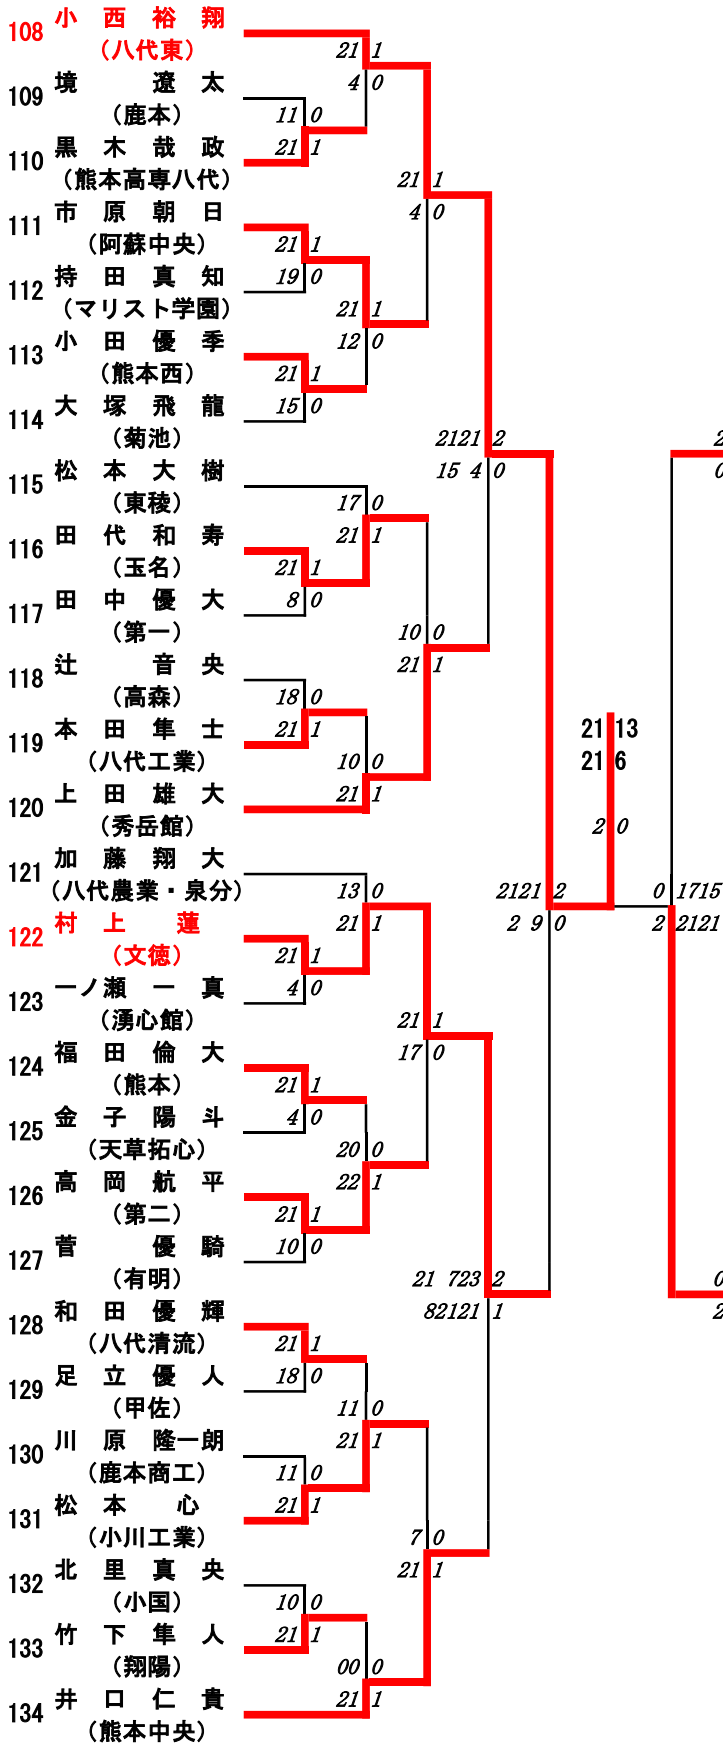 108 小西裕翔
(八代東)
21 1
4 0
109 境遼太
(鹿本)
11 0
110 黒木哉政
21 1
(熊本高専八代)
21 1
4 0
111 市原朝日
(阿蘇中央)
21 1
112 持田真知
19 0
(マリスト学園)
21 1
12 0
113 小田優季
(熊本西)
21 1
114 大塚飛龍
15 0
(菊池)
2121 2
15 4 0
2
0
115 松本大樹
(東稜)
17 0
21 1
116 田代和寿
(玉名)
21 1
117 田中優大
8 0
(第一)
10 0
21 1
118 辻音央
(高森)
18 0
119 本田隼士
21 1
(八代工業)
10 0
21 1
120 上田雄大
(秀岳館)
21 13
21 6
2 0
121 加藤翔大
(八代農業・泉分)
13 0
21 1
2121 2
2 9 0
0 1715
2 2121
122 村上蓮
(文徳)
21 1
123 一ノ瀬一真
4 0
(湧心館)
21 1
17 0
124 福田倫大
(熊本)
21 1
125 金子陽斗
4 0
(天草拓心)
20 0
22 1
126 高岡航平
(第二)
21 1
127 菅優騎
10 0
(有明)
21 723 2
82121 1
0
2
128 和田優輝
(八代清流)
21 1
129 足立優人
18 0
(甲佐)
11 0
21 1
130 川原隆一朗
(鹿本商工)
11 0
131 松本心
21 1
(小川工業)
7 0
21 1
132 北里真央
(小国)
10 0
133 竹下隼人
21 1
(翔陽)
00 0
21 1
134 井口仁貴
(熊本中央)